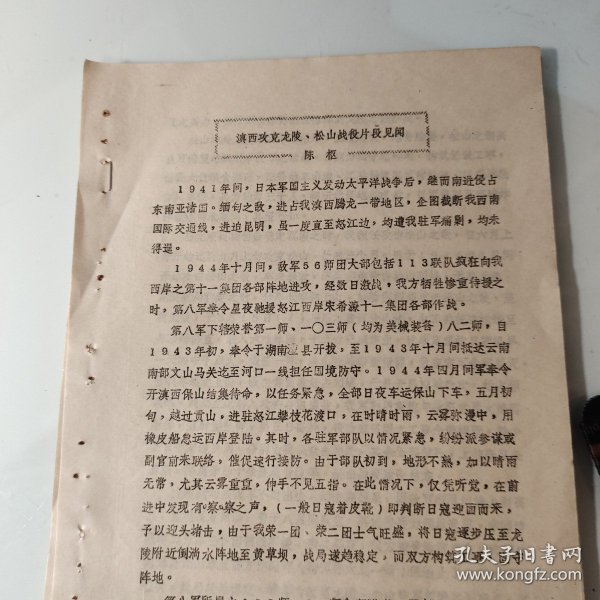 滇西攻克龙陵、松山战役片段见闻
陈枢
1941年间，日本军国主义发动太平洋战争后，继而南进侵占
东南亚诸国。缅甸之敌，进占我滇西腾龙一带地区，企图截断我西南
国际交通线，进迫昆明，虽一度直至怒江边，均遭我驻军痛剿，均未
得逞。
1944年十月间，敌军56师团大部包括113联队疯狂向我
西岸之第十一集团各部阵地进攻，经数日激战，我方牺牲惨重待援之
时，第八军奉令星夜驰援怒江西岸宋希濂十一集团各部作战。
第八军下辖荣誉第一师、一〇三师（均为美械装备）八二师，自
1943年初，奉令于湖南 县开拔，至1943年十月间抵达云南
南部文山马关迄至河口一线担任国境防守。1944年四月间军奉令
开滇西保山结集待命，以任务紧急，全部日夜车运保山下车，五月初
旬，越过贡山，进驻怒江攀枝花渡口，在时晴时雨，云雾弥漫中，用
橡皮船忽运西岸登陆。其时，各驻军部队以情况紧急，纷纷派参谋或
副官前来联络，催促速行接防。由于部队初到，地形不熟，加以晴雨
无常，尤其云雾重重，伸手不见五指。在此情况下，仅凭听觉，在前
进中发现有"察"察之声，（一般日寇着皮靴）即判断日寇迎面而来，
予以迎头堵击，由于我荣一团、荣二团士气旺盛，将日寇逐步压至龙
陵附近倒淌水阵地至黄草坝，战局遂趋稳定，而双方构筑
阵地。
孔夫子旧书网
www.kongfz.com